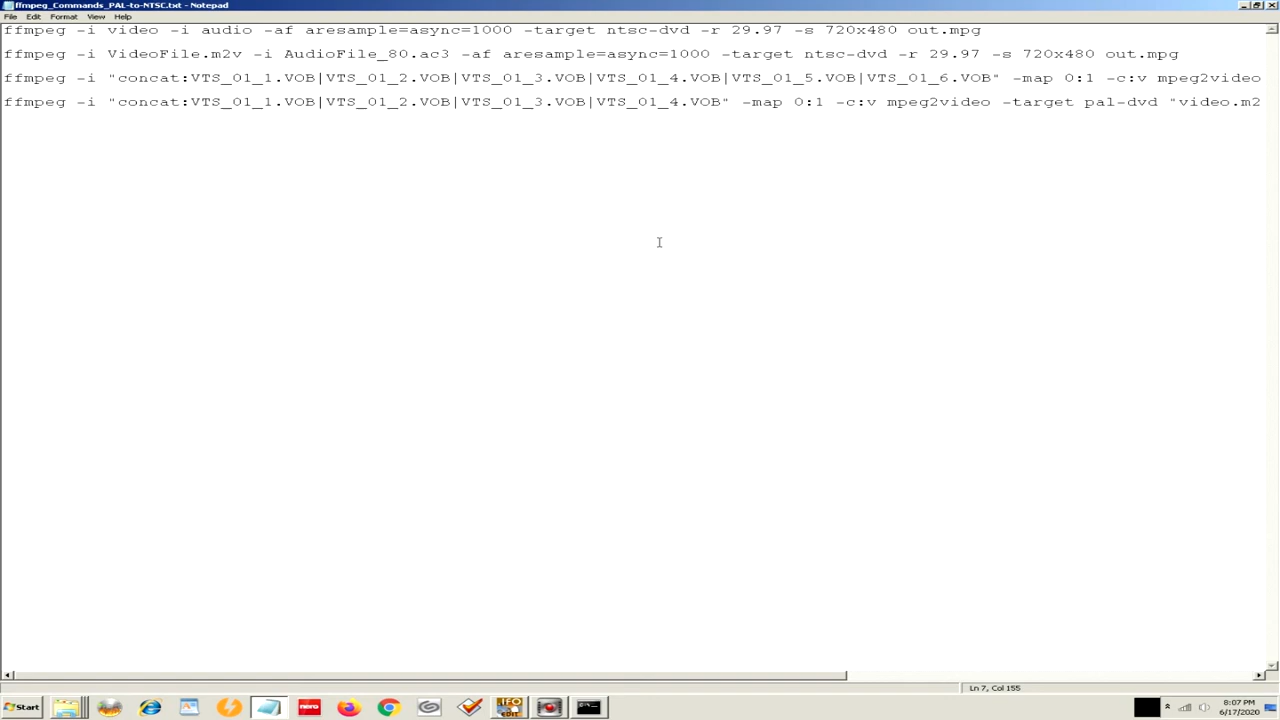 ffmpeg_Commands_PAL-to-NTSC.txt - Notepad
File Edit Format View Help
ffmpeg -i video -i audio -af aresample=async=1000 -target ntsc-dvd -r 29.97 -s 720x480 out.mpg
ffmpeg -i VideoFile.m2v -i AudioFile_80.ac3 -af aresample=async=1000 -target ntsc-dvd -r 29.97 -s 720x480 out.mpg
ffmpeg -i "concat:VTS_01_1.VOB|VTS_01_2.VOB|VTS_01_3.VOB|VTS_01_4.VOB|VTS_01_5.VOB|VTS_01_6.VOB" -map 0:1 -c:v mpeg2video
ffmpeg -i "concat:VTS_01_1.VOB|VTS_01_2.VOB|VTS_01_3.VOB|VTS_01_4.VOB" -map 0:1 -c:v mpeg2video -target pal-dvd "video.m2
Ln 7, Col 155
Start nero IFO EDIT 8:07 PM
6/17/2020